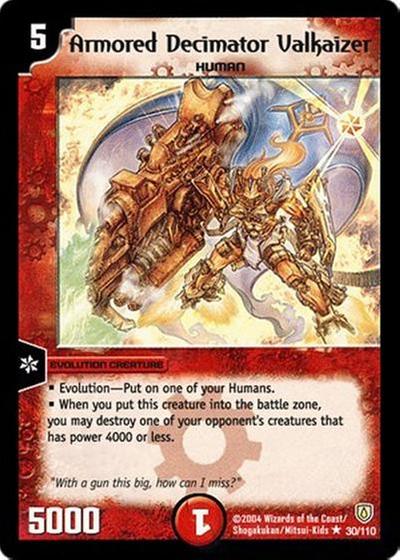 5 Armored Decimator Valkaizer
HUMAN
EVOLUTION CREATURE
▪ Evolution—Put on one of your Humans.
▪ When you put this creature into the battle zone,
you may destroy one of your opponent's creatures that
has power 4000 or less.
"With a gun this big, how can I miss?"
5000
1
©2004 Wizards of the Coast/
Shogakukan/Mitsui-Kids ★ 30/110